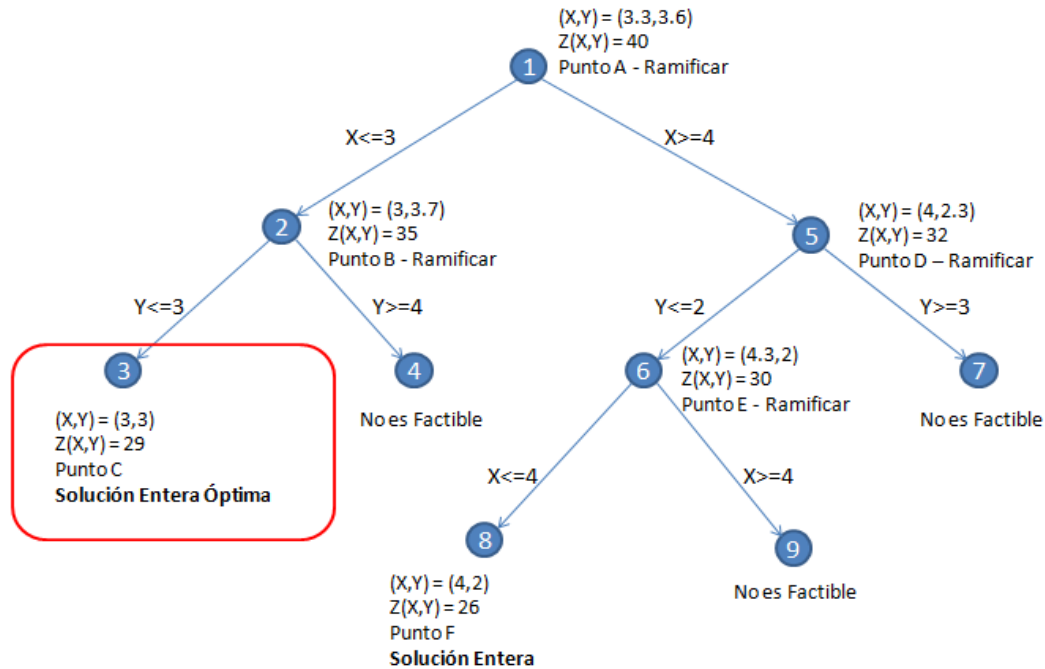 (X,Y) = (3.3,3.6)
Z(X,Y) = 40
Punto A - Ramificar
1
X<=3
X>=4
2
(X,Y) = (3,3.7)
Z(X,Y) = 35
Punto B - Ramificar
5
(X,Y) = (4,2.3)
Z(X,Y) = 32
Punto D – Ramificar
Y<=3
Y>=4
Y<=2
Y>=3
3
(X,Y) = (3,3)
Z(X,Y) = 29
Punto C
Solución Entera Óptima
4
No es Factible
6
(X,Y) = (4.3,2)
Z(X,Y) = 30
Punto E - Ramificar
7
No es Factible
X<=4
X>=4
8
(X,Y) = (4,2)
Z(X,Y) = 26
Punto F
Solución Entera
9
No es Factible